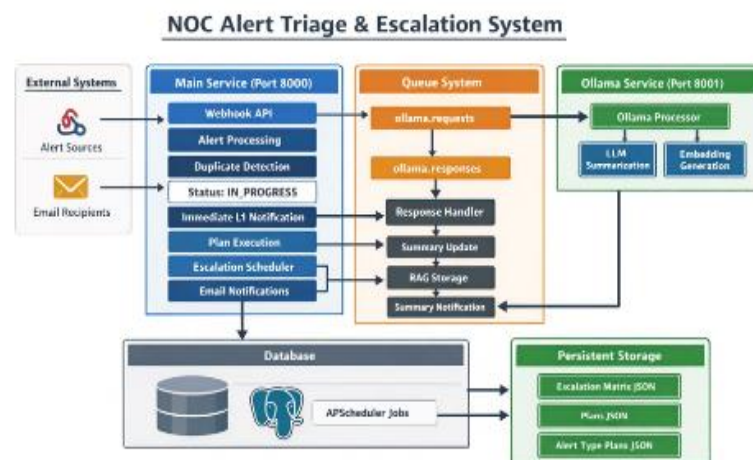 NOC Alert Triage & Escalation System
External Systems
Alert Sources
Email Recipients
Main Service (Port 8000)
Webhook API
Alert Processing
Duplicate Detection
Status: IN_PROGRESS
Immediate L1 Notification
Plan Execution
Escalation Scheduler
Email Notifications
Queue System
ollama.requests
ollama.responses
Response Handler
Summary Update
RAG Storage
Summary Notification
Ollama Service (Port 8001)
Ollama Processor
LLM
Summarization
Embedding
Generation
Database
APScheduler Jobs
Persistent Storage
Escalation Matrix JSON
Plans JSON
Alert Type Plans JSON